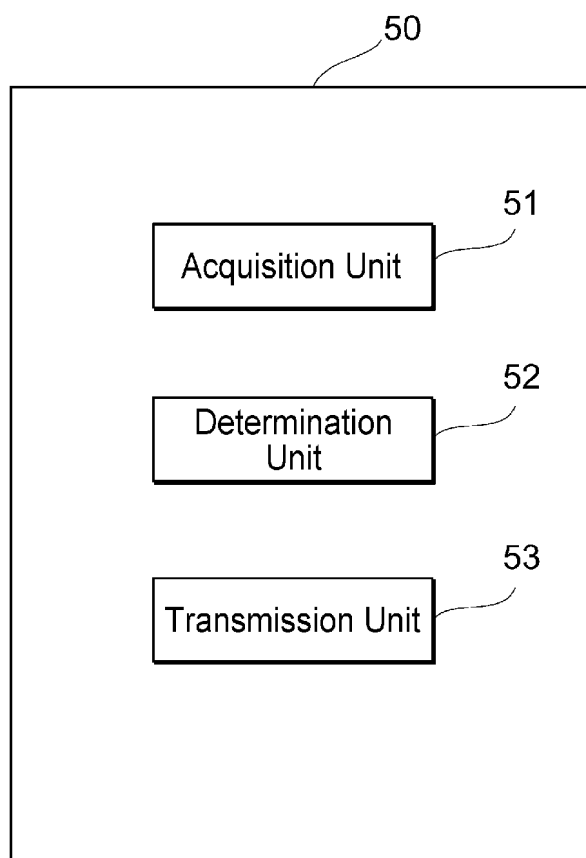 50
51
Acquisition Unit
52
Determination
Unit
53
Transmission Unit